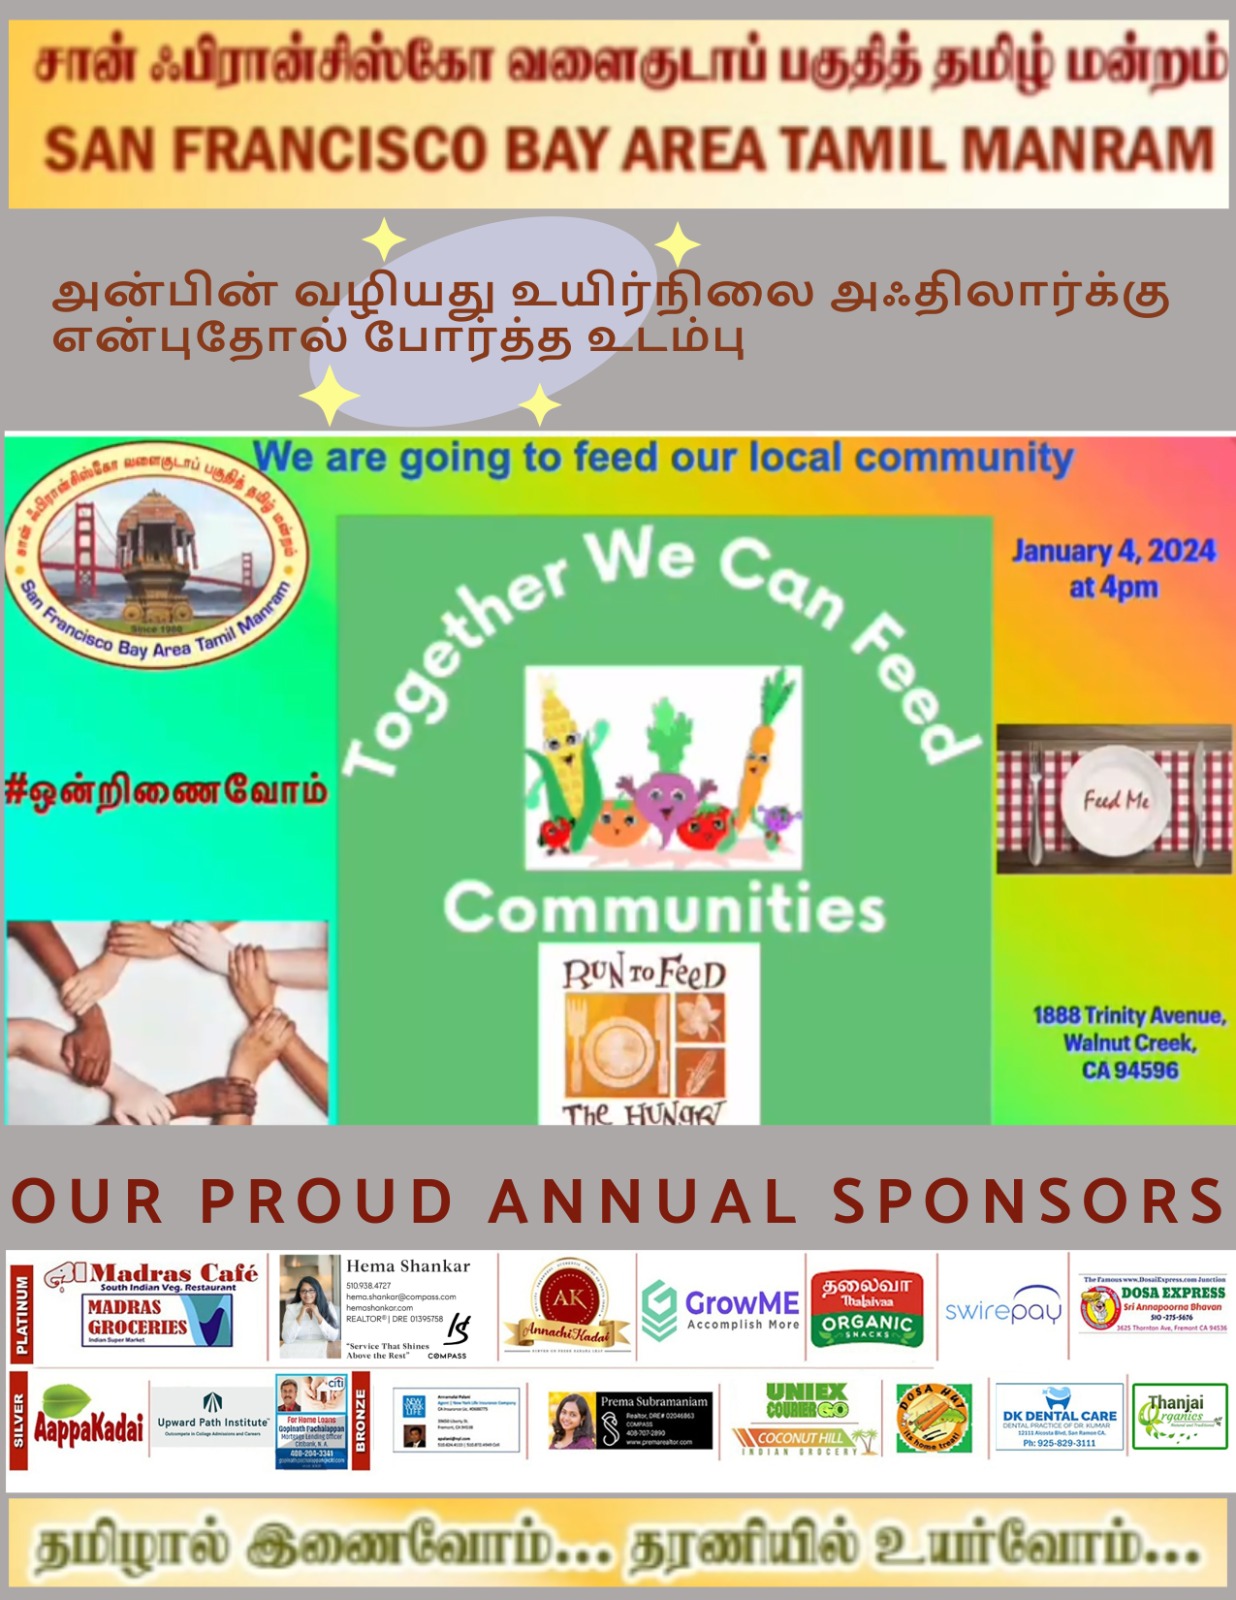 சான் ஃபிரான்சிஸ்கோ வளைகுடாப் பகுதித் தமிழ் மன்றம்
SAN FRANCISCO BAY AREA TAMIL MANRAM
அன்பின் வழியது உயிர்நிலை அஃதிலார்க்கு
என்புதோல் போர்த்த உடம்பு
We are going to feed our local community
சான் ஃபிரான்சிஸ்கோ வளைகுடாப் பகுதித் தமிழ் மன்றம்
Since 1980
San Francisco Bay Area Tamil Manram
Together We Can Feed
January 4, 2024
at 4pm
#ஒன்றிணைவோம்
Feed Me
Communities
RUN TO FEED
THE HUNGRY
1888 Trinity Avenue,
Walnut Creek,
CA 94596
OUR PROUD ANNUAL SPONSORS
PLATINUM
Madras Café
South Indian Veg. Restaurant
MADRAS
GROCERIES
Indian Super Market
Hema Shankar
510.938.4727
hema.shankar@compass.com
hemashankar.com
REALTOR® | DRE 01395758
"Service That Shines
Above the Rest"
COMPASS
AK
Annachi Kadai
GrowME
Accomplish More
தலைவா
Thalaivaa
ORGANIC
SNACKS
swirepay
The Famous www.DosaiExpress.com Junction
DOSA EXPRESS
Sri Annapoorna Bhavan
510-275-5676
3625 Thornton Ave, Fremont CA 94536
SILVER
AappaKadai
Upward Path Institute
Outcompete in College Admissions and Careers
citi
For Home Loans
Gopinath Pachaiappan
Mortgage Lending Officer
Citibank, N. A.
408-204-3341
BRONZE
NEW
YORK
LIFE
Annamalai Palani
Prema Subramaniam
Realtor, DRE# 02046863
COMPASS
408-707-2890
www.premarealtor.com
UNIEX
COURIER GO
COCONUT HILL
INDIAN GROCERY
DOSA HUT
DK DENTAL CARE
DENTAL PRACTICE OF DR. KUMAR
12111 Alcosta Blvd, San Ramon CA.
Ph: 925-829-3111
Thanjai
Organics
தமிழால் இணைவோம்... தரணியில் உயர்வோம்...